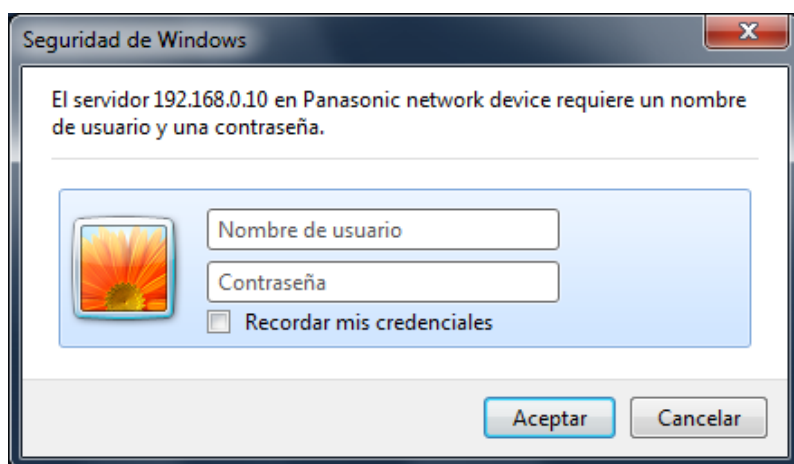 Seguridad de Windows
El servidor 192.168.0.10 en Panasonic network device requiere un nombre
de usuario y una contraseña.
Nombre de usuario
Contraseña
Recordar mis credenciales
Aceptar
Cancelar